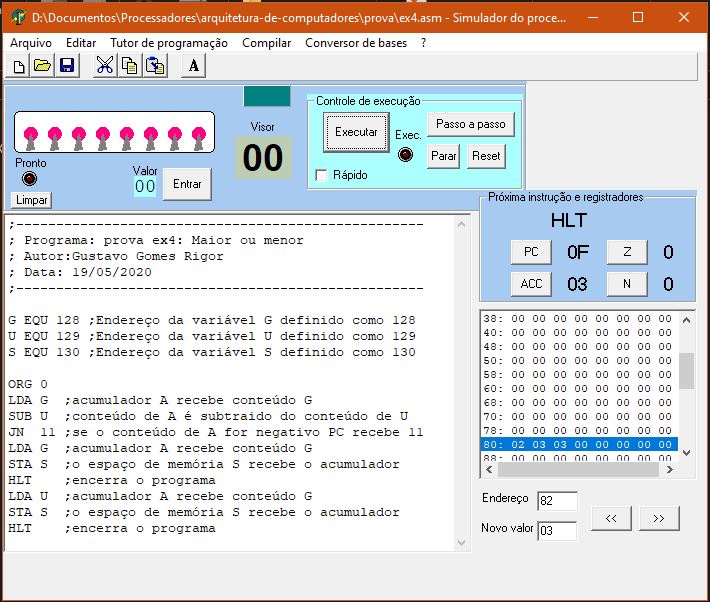 D:\Documentos\Processadores\arquitetura-de-computadores\prova\ex4.asm - Simulador do proce...
Arquivo Editar Tutor de programação Compilar Conversor de bases ?
A
Pronto
Limpar
Valor
00
Entrar
Visor
00
Controle de execução
Executar
Exec.
Passo a passo
Parar
Reset
Rápido
Próxima instrução e registradores
HLT
PC 0F Z 0
ACC 03 N 0
;---------------------------------------------------
; Programa: prova ex4: Maior ou menor
; Autor:Gustavo Gomes Rigor
; Data: 19/05/2020
;---------------------------------------------------
G EQU 128 ;Endereço da variável G definido como 128
U EQU 129 ;Endereço da variável U definido como 129
S EQU 130 ;Endereço da variável S definido como 130
ORG 0
LDA G ;acumulador A recebe conteúdo G
SUB U ;conteúdo de A é subtraido do conteúdo de U
JN 11 ;se o conteúdo de A for negativo PC recebe 11
LDA G ;acumulador A recebe conteúdo G
STA S ;o espaço de memória S recebe o acumulador
HLT ;encerra o programa
LDA U ;acumulador A recebe conteúdo G
STA S ;o espaço de memória S recebe o acumulador
HLT ;encerra o programa
38: 00 00 00 00 00 00 00 00
40: 00 00 00 00 00 00 00 00
48: 00 00 00 00 00 00 00 00
50: 00 00 00 00 00 00 00 00
58: 00 00 00 00 00 00 00 00
60: 00 00 00 00 00 00 00 00
68: 00 00 00 00 00 00 00 00
70: 00 00 00 00 00 00 00 00
78: 00 00 00 00 00 00 00 00
80: 02 03 03 00 00 00 00 00
88: 00 00 00 00 00 00 00 00
Endereço 82
Novo valor 03
<< >>